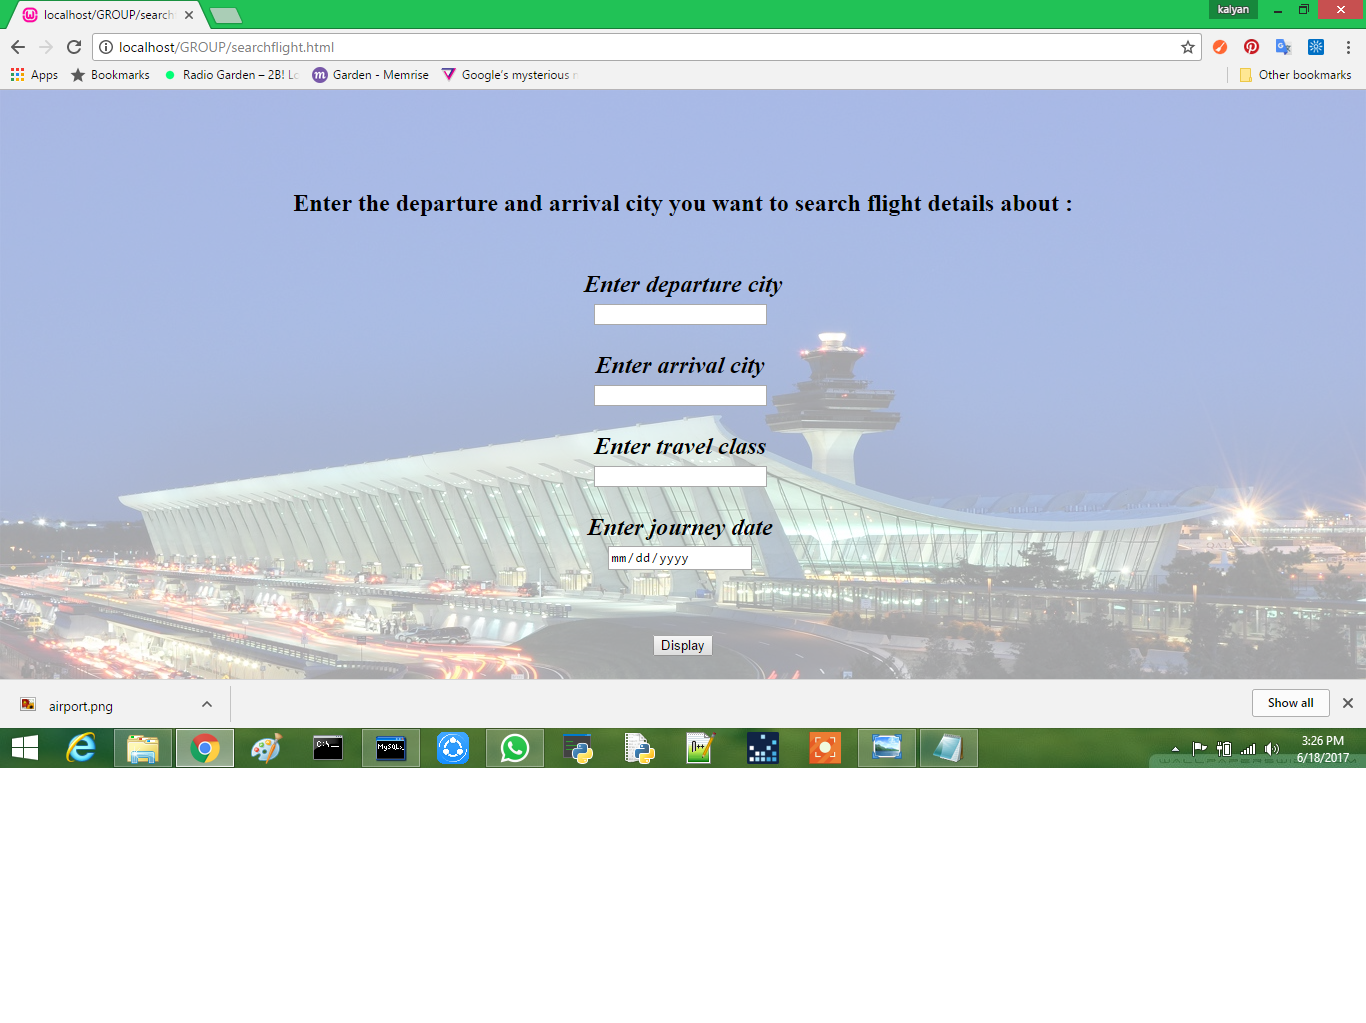 kalyan
localhost/GROUP/search
localhost/GROUP/searchflight.html
Apps
Bookmarks
Radio Garden – 2B! Lo
Garden - Memrise
Google's mysterious
Other bookmarks
Enter the departure and arrival city you want to search flight details about :
Enter departure city
Enter arrival city
Enter travel class
Enter journey date
mm/dd/yyyy
Display
airport.png
Show all
C:\_
MySQL>
3:26 PM
6/18/2017